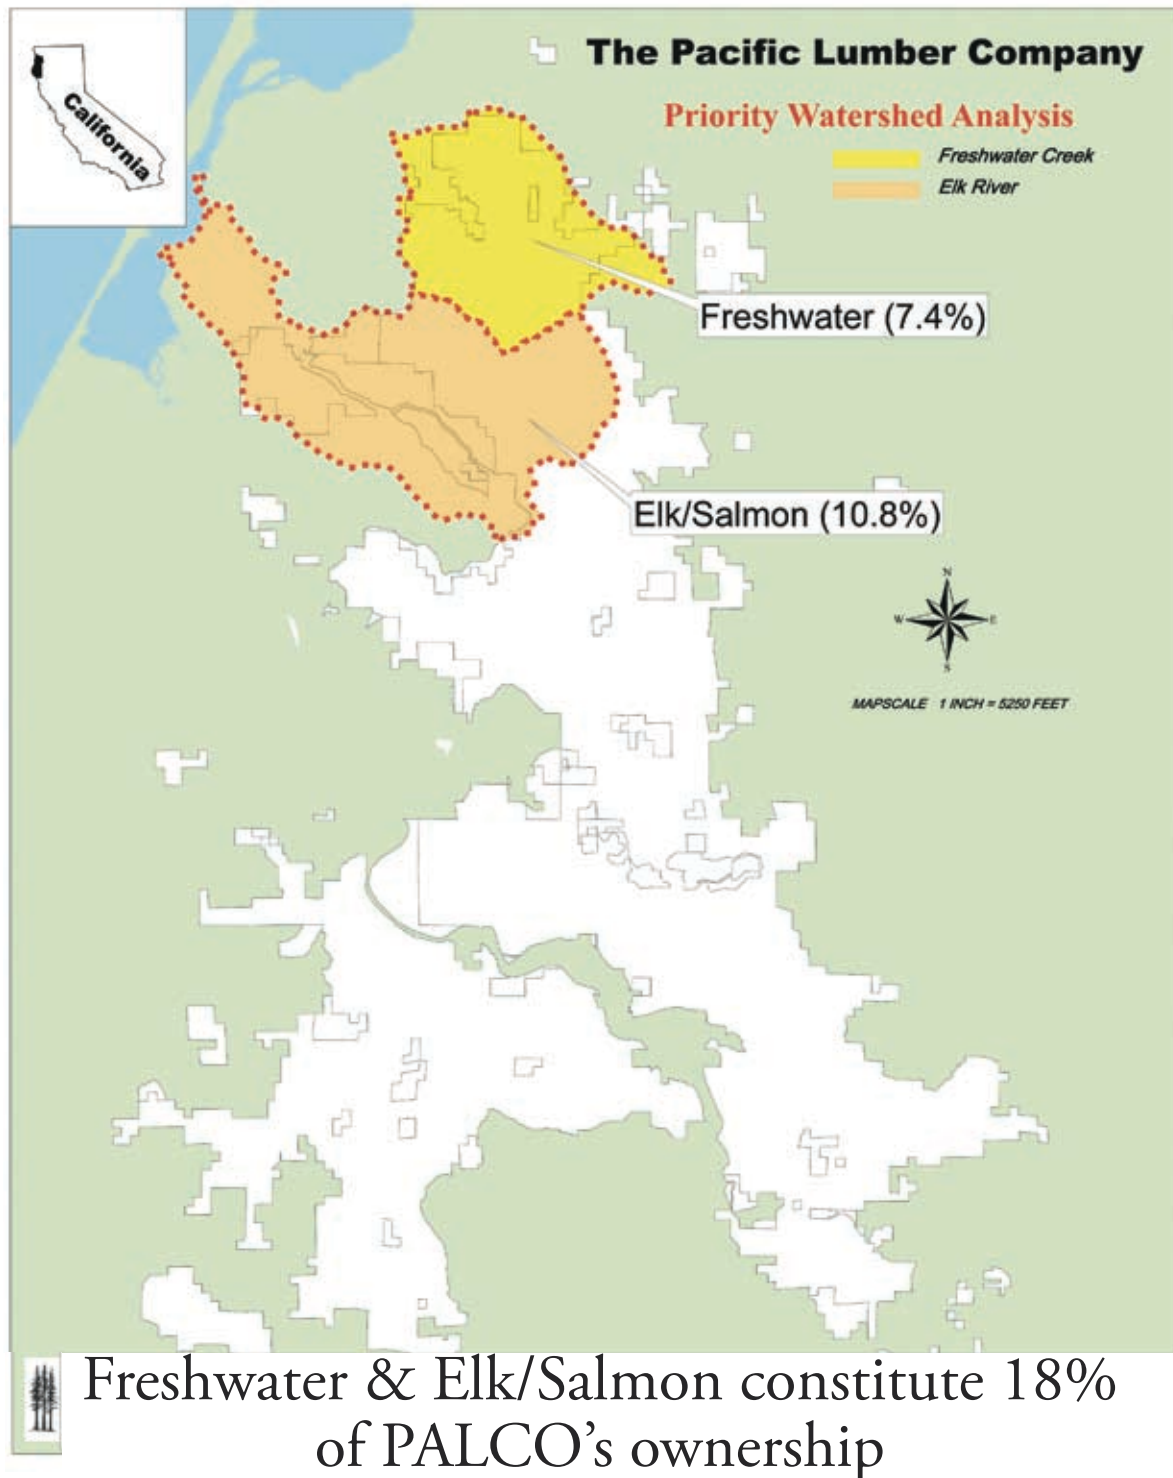 California
The Pacific Lumber Company
Priority Watershed Analysis
Freshwater Creek
Elk River
Freshwater (7.4%)
Elk/Salmon (10.8%)
N
W E
S
MAPSCALE 1 INCH = 5250 FEET
Freshwater & Elk/Salmon constitute 18%
of PALCO’s ownership